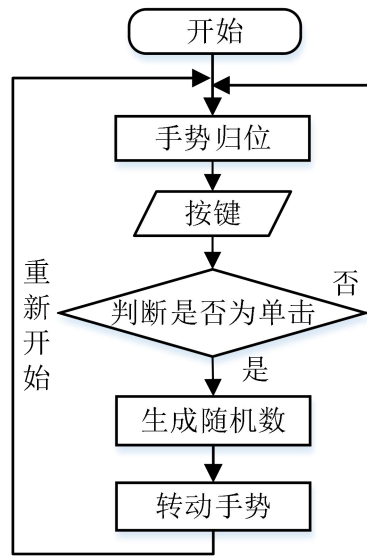 开始
手势归位
按键
判断是否为单击
否
是
生成随机数
转动手势
重新开始